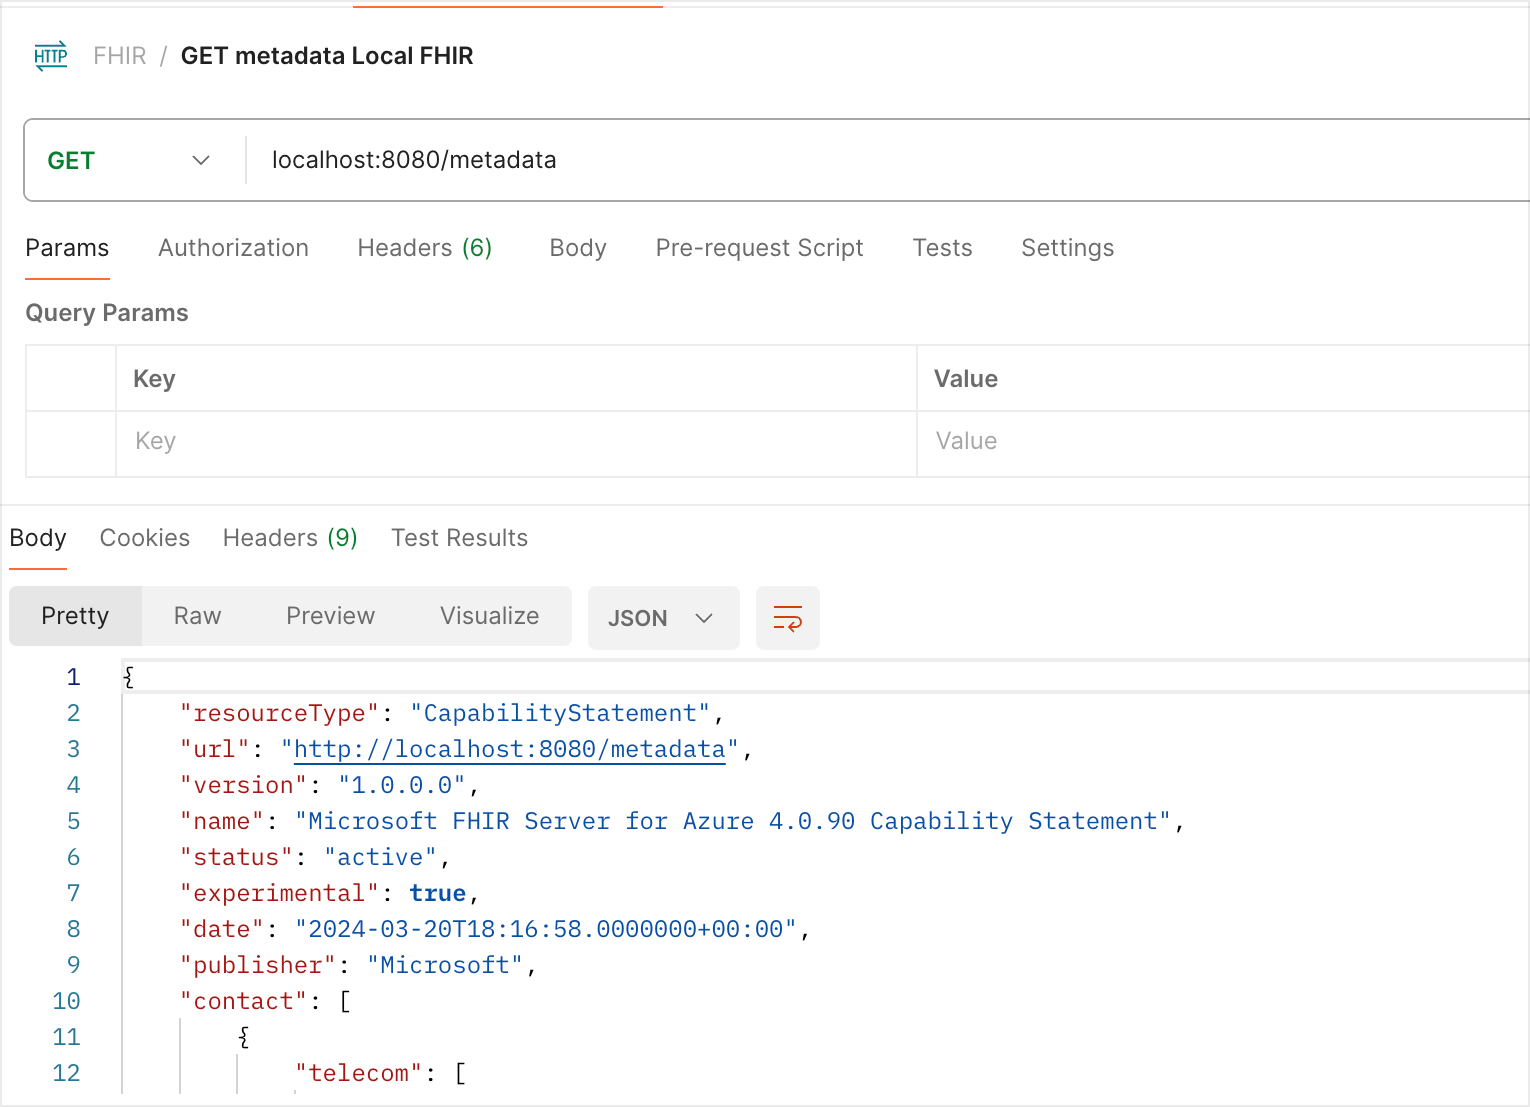 HTTP FHIR / GET metadata Local FHIR
GET localhost:8080/metadata
Params Authorization Headers (6) Body Pre-request Script Tests Settings
Query Params
Key Value
Key Value
Body Cookies Headers (9) Test Results
Pretty Raw Preview Visualize JSON
1 {
2 "resourceType": "CapabilityStatement",
3 "url": "http://localhost:8080/metadata",
4 "version": "1.0.0.0",
5 "name": "Microsoft FHIR Server for Azure 4.0.90 Capability Statement",
6 "status": "active",
7 "experimental": true,
8 "date": "2024-03-20T18:16:58.0000000+00:00",
9 "publisher": "Microsoft",
10 "contact": [
11 {
12 "telecom": [